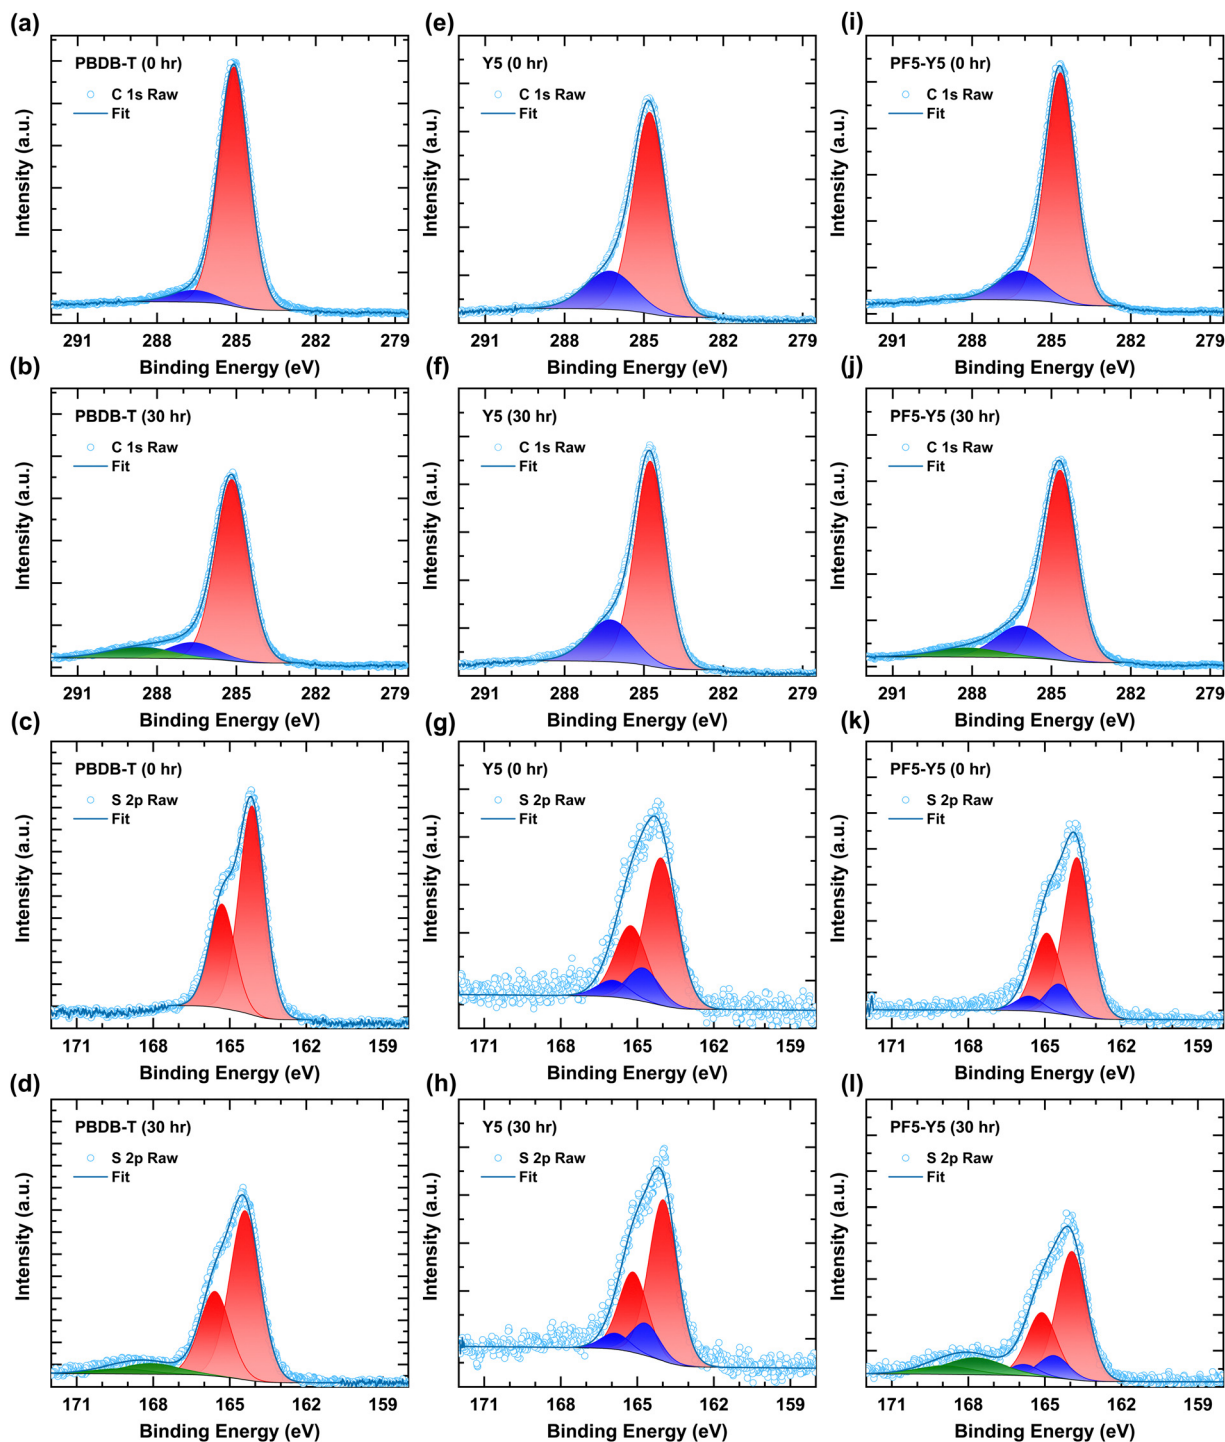 (a)
PBDB-T (0 hr)
C 1s Raw
Fit
Intensity (a.u.)
291 288 285 282 279
Binding Energy (eV)
(e)
Y5 (0 hr)
C 1s Raw
Fit
Intensity (a.u.)
291 288 285 282 279
Binding Energy (eV)
(i)
PF5-Y5 (0 hr)
C 1s Raw
Fit
Intensity (a.u.)
291 288 285 282 279
Binding Energy (eV)
(b)
PBDB-T (30 hr)
C 1s Raw
Fit
Intensity (a.u.)
291 288 285 282 279
Binding Energy (eV)
(f)
Y5 (30 hr)
C 1s Raw
Fit
Intensity (a.u.)
291 288 285 282 279
Binding Energy (eV)
(j)
PF5-Y5 (30 hr)
C 1s Raw
Fit
Intensity (a.u.)
291 288 285 282 279
Binding Energy (eV)
(c)
PBDB-T (0 hr)
S 2p Raw
Fit
Intensity (a.u.)
171 168 165 162 159
Binding Energy (eV)
(g)
Y5 (0 hr)
S 2p Raw
Fit
Intensity (a.u.)
171 168 165 162 159
Binding Energy (eV)
(k)
PF5-Y5 (0 hr)
S 2p Raw
Fit
Intensity (a.u.)
171 168 165 162 159
Binding Energy (eV)
(d)
PBDB-T (30 hr)
S 2p Raw
Fit
Intensity (a.u.)
171 168 165 162 159
Binding Energy (eV)
(h)
Y5 (30 hr)
S 2p Raw
Fit
Intensity (a.u.)
171 168 165 162 159
Binding Energy (eV)
(l)
PF5-Y5 (30 hr)
S 2p Raw
Fit
Intensity (a.u.)
171 168 165 162 159
Binding Energy (eV)